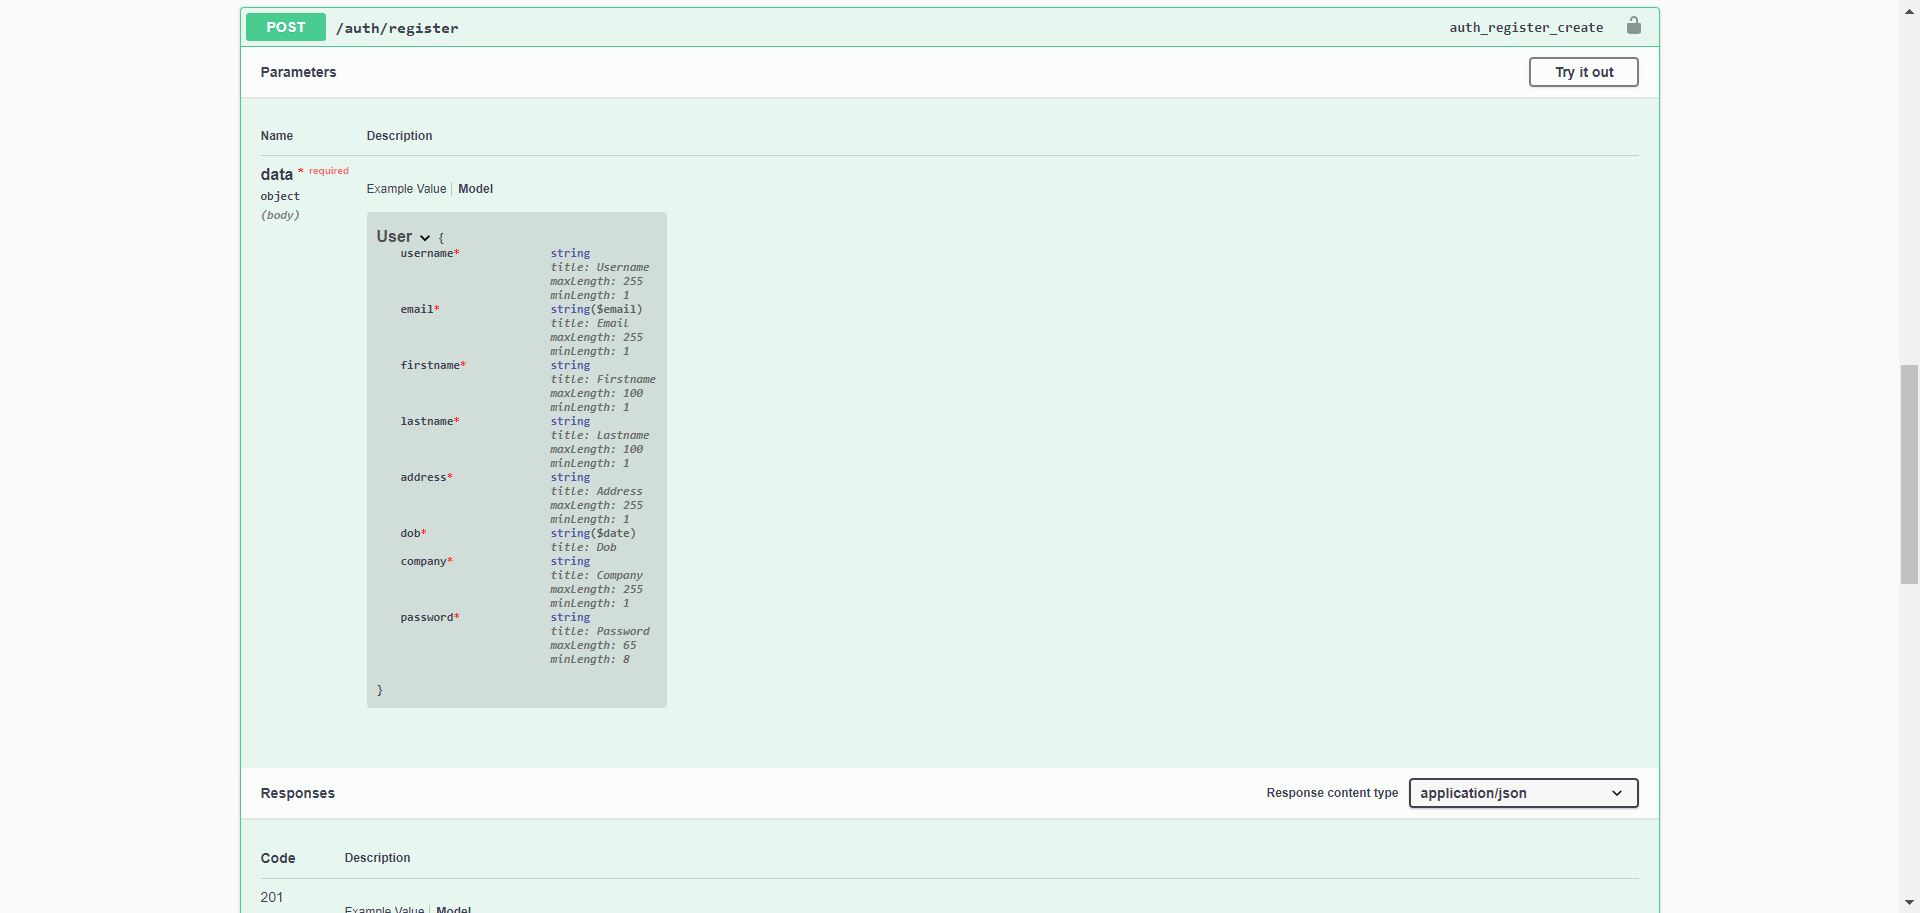 POST /auth/register auth_register_create
Parameters Try it out
Name Description
data * required
object
(body)
Example Value Model
User {
username* string
title: Username
maxLength: 255
minLength: 1
email* string($email)
title: Email
maxLength: 255
minLength: 1
firstname* string
title: Firstname
maxLength: 100
minLength: 1
lastname* string
title: Lastname
maxLength: 100
minLength: 1
address* string
title: Address
maxLength: 255
minLength: 1
dob* string($date)
title: Dob
company* string
title: Company
maxLength: 255
minLength: 1
password* string
title: Password
maxLength: 65
minLength: 8
}
Responses Response content type application/json
Code Description
201
Example Value Model